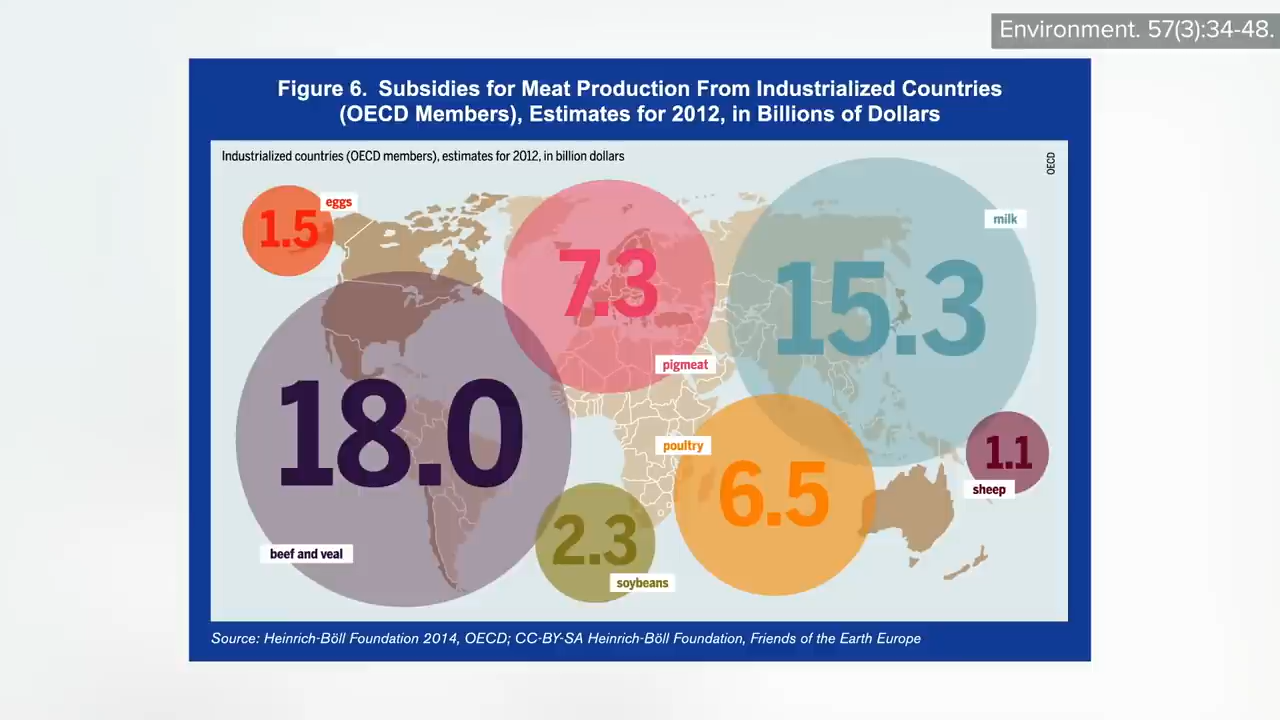 Environment. 57(3):34-48.
Figure 6. Subsidies for Meat Production From Industrialized Countries
(OECD Members), Estimates for 2012, in Billions of Dollars
Industrialized countries (OECD members), estimates for 2012, in billion dollars
OECD
eggs
1.5
7.3
pigmeat
milk
15.3
18.0
beef and veal
poultry
6.5
1.1
sheep
2.3
soybeans
Source: Heinrich-Böll Foundation 2014, OECD; CC-BY-SA Heinrich-Böll Foundation, Friends of the Earth Europe